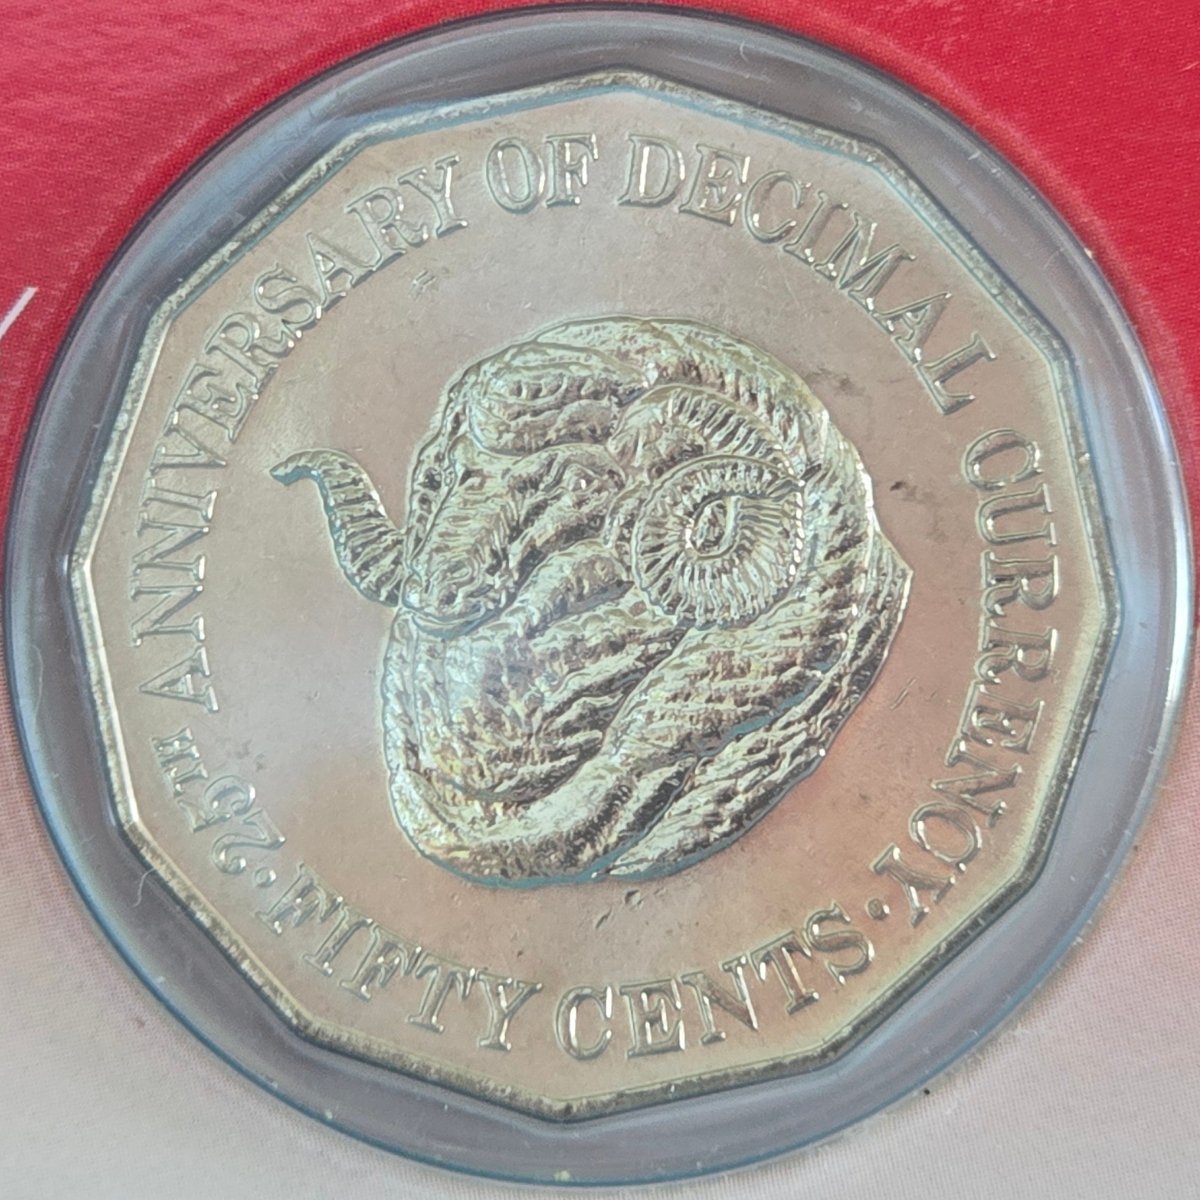 25TH ANNIVERSARY OF DECIMAL CURRENCY
· FIFTY CENTS ·